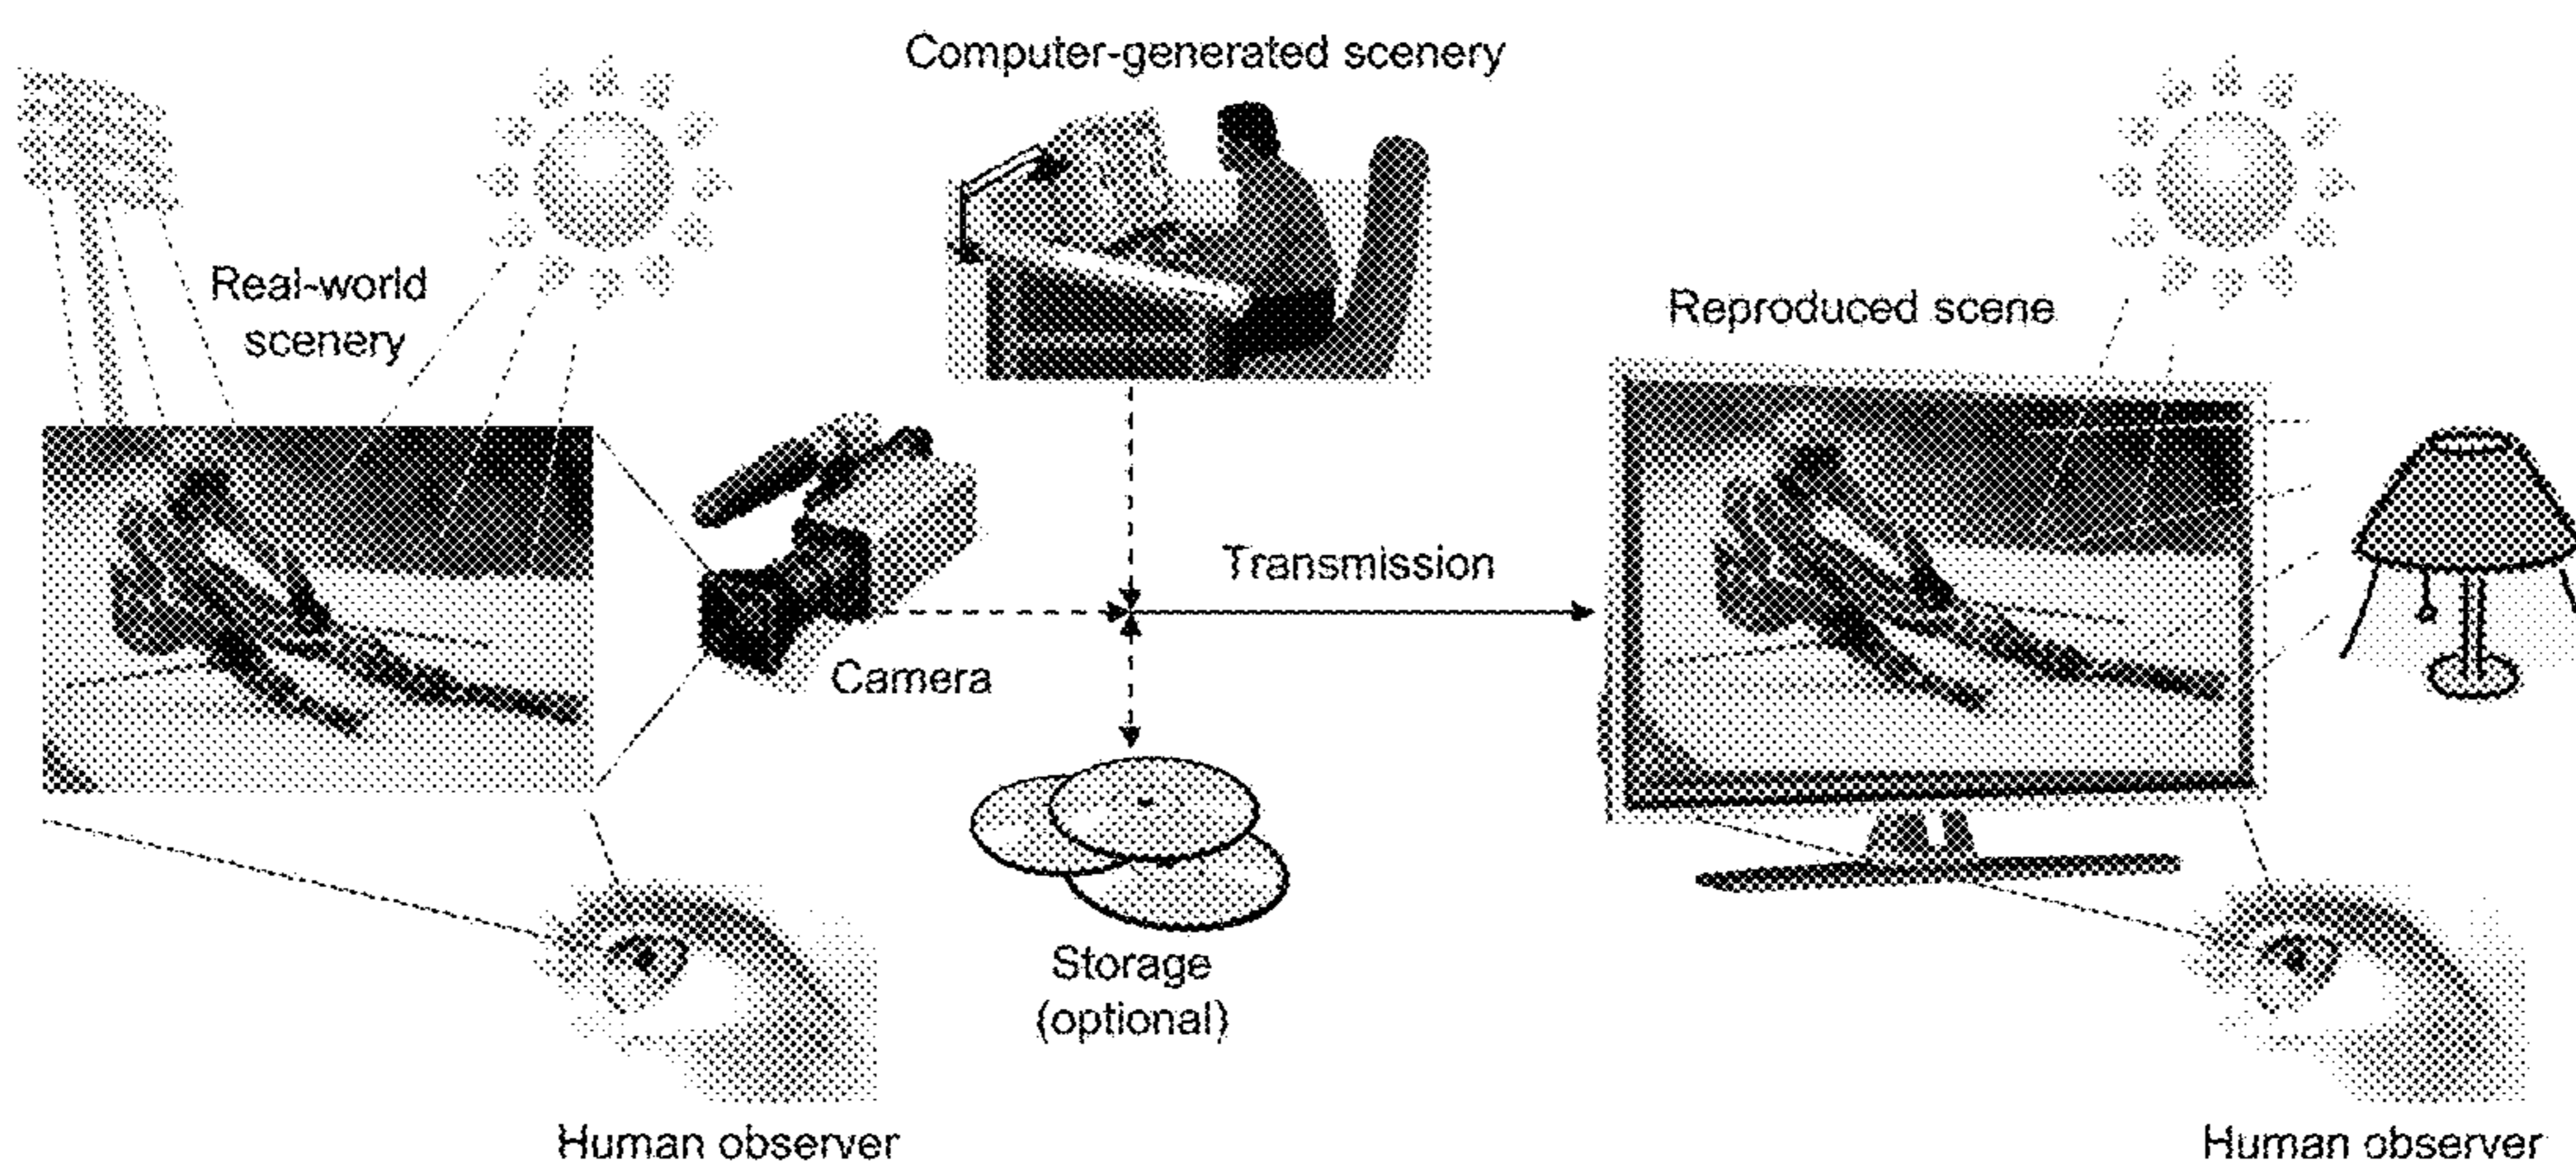 Computer-generated scenery
Real-world
scenery
Reproduced scene
Transmission
Camera
Storage
(optional)
Human observer
Human observer